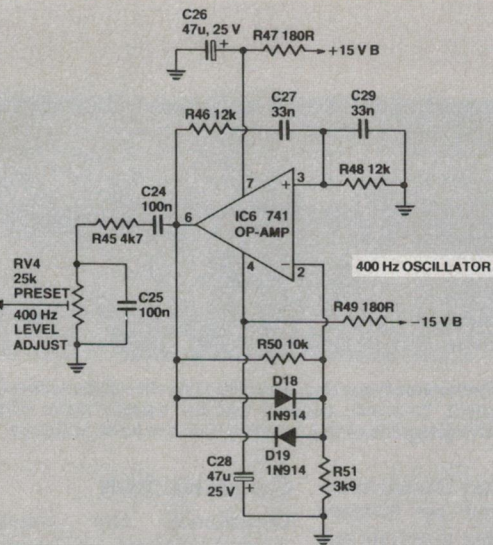 C26
47u, 25 V
+
R47 180R
+15 V B
R46 12k
C27
33n
C29
33n
C24
100n
7
3
+
R48 12k
6
IC6 741
OP-AMP
R45 4k7
4
−
2
RV4
25k
PRESET
400 Hz
LEVEL
ADJUST
C25
100n
400 Hz OSCILLATOR
R49 180R
−15 V B
R50 10k
D18
1N914
D19
1N914
C28
47u
25 V
+
R51
3k9